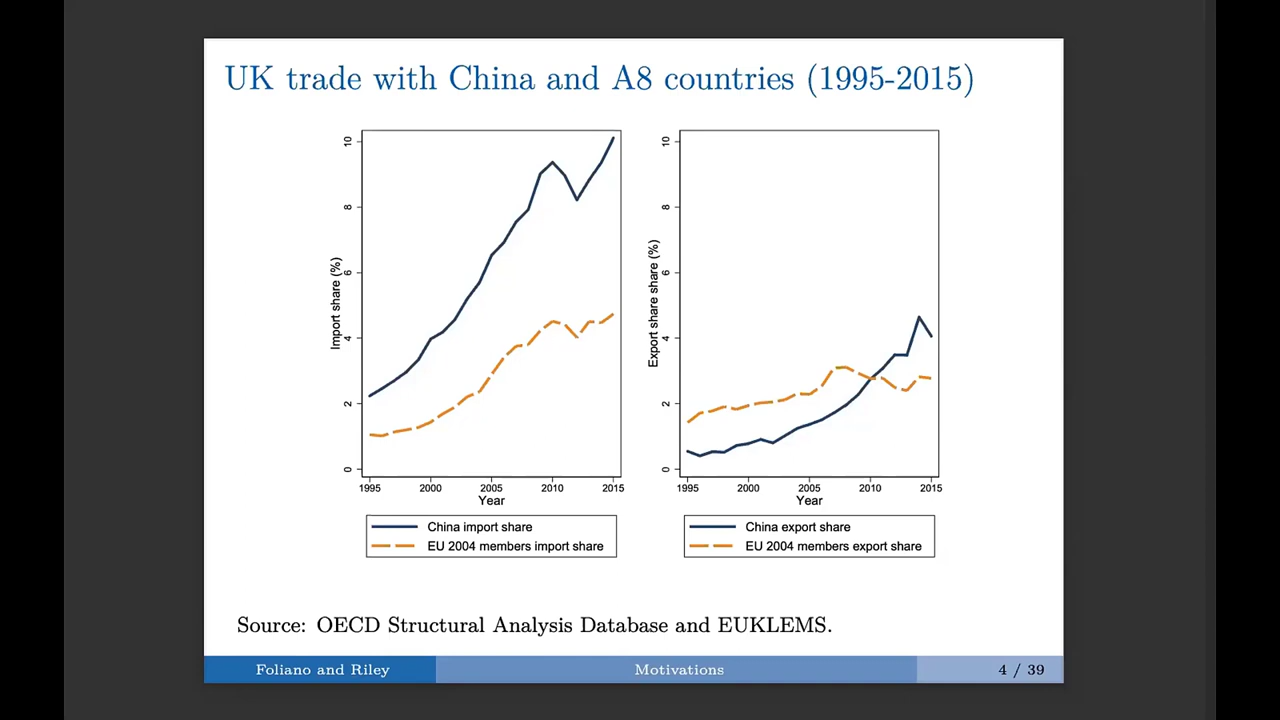 UK trade with China and A8 countries (1995-2015)
Import share (%)
10
8
6
4
2
0
1995 2000 2005 2010 2015
Year
China import share
EU 2004 members import share
Export share share (%)
10
8
6
4
2
0
1995 2000 2005 2010 2015
Year
China export share
EU 2004 members export share
Source: OECD Structural Analysis Database and EUKLEMS.
Foliano and Riley Motivations 4 / 39